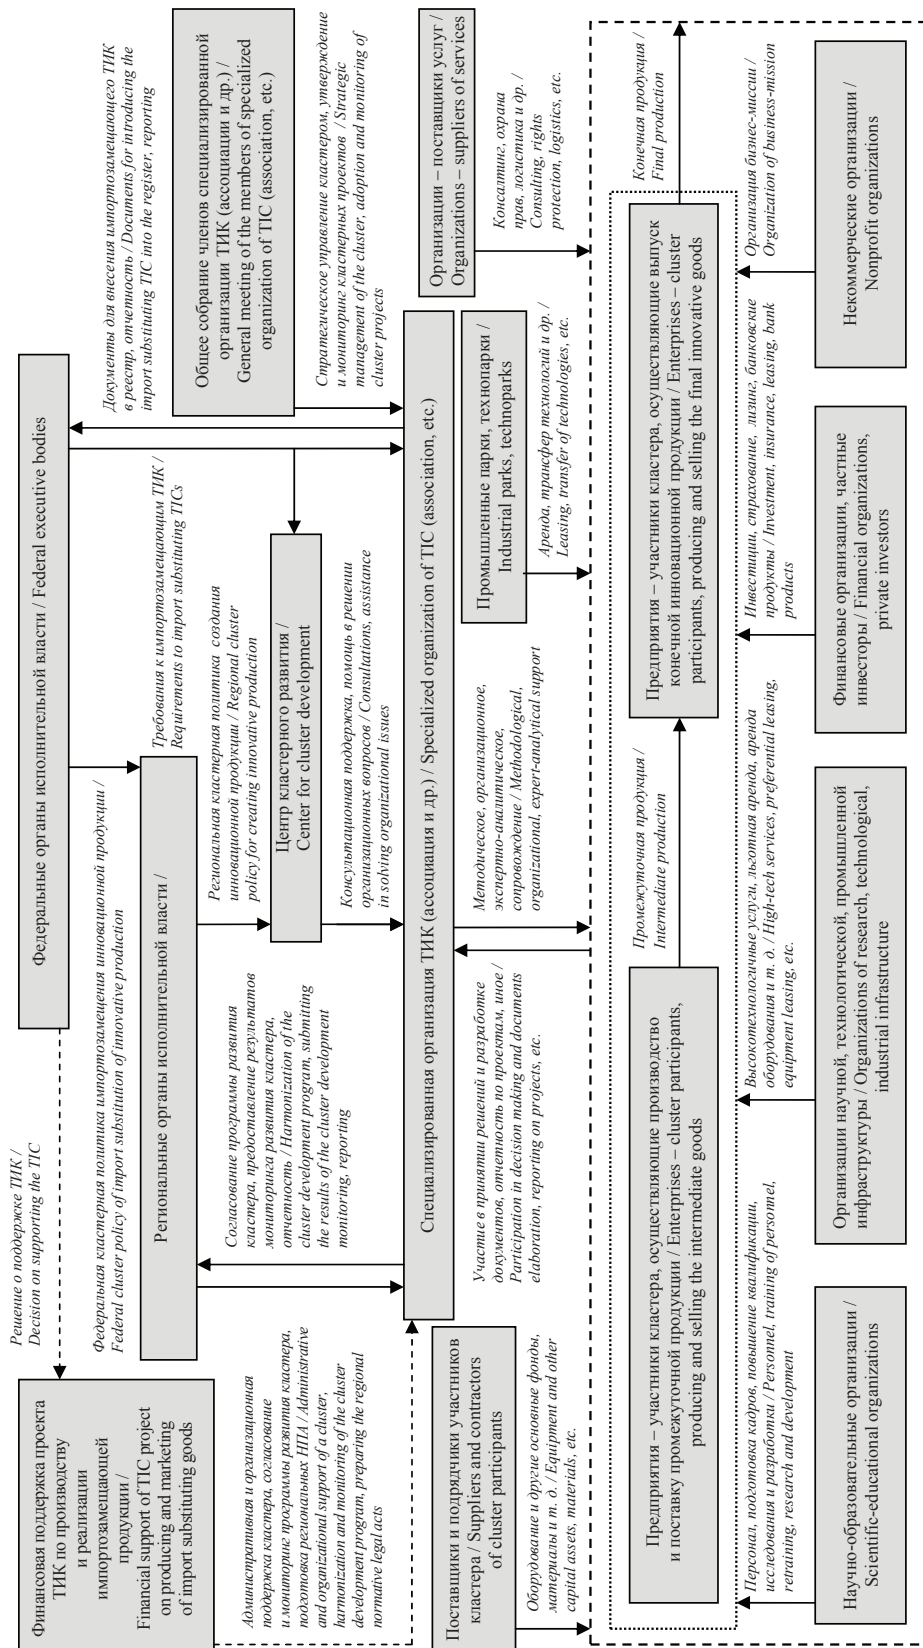 Решение о поддержке ТИК /
Decision on supporting the TIC
Федеральные органы исполнительной власти / Federal executive bodies
Документы для внесения импортозамещающего ТИК
в реестр, отчетность / Documents for introducing the
import substituting TIC into the register, reporting
Финансовая поддержка проекта
ТИК по производству
и реализации
импортозамещающей
продукции /
Financial support of TIC project
on producing and marketing
of import substituting goods
Федеральная кластерная политика импортозамещения инновационной продукции /
Federal cluster policy of import substitution of innovative production
Требования к импортозамещающим ТИК /
Requirements to import substituting TICs
Региональные органы исполнительной власти /
Общее собрание членов специализированной
организации ТИК (ассоциации и др.) /
General meeting of the members of specialized
organization of TIC (association, etc.)
Региональная кластерная политика создания
инновационной продукции / Regional cluster
policy for creating innovative production
Центр кластерного развития /
Center for cluster development
Административная и организационная
поддержка кластера, согласование
и мониторинг программы развития кластера,
подготовка региональных НПА / Administrative
and organizational support of a cluster,
harmonization and monitoring of the cluster
development program, preparing the regional
normative legal acts
Согласование программы развития
кластера, предоставление результатов
мониторинга развития кластера,
отчетность / Harmonization of the
cluster development program, submitting
the results of the cluster development
monitoring, reporting
Консультационная поддержка, помощь в решении
организационных вопросов / Consultations, assistance
in solving organizational issues
Стратегическое управление кластером, утверждение
и мониторинг кластерных проектов / Strategic
management of the cluster, adoption and monitoring of
cluster projects
Специализированная организация ТИК (ассоциация и др.) / Specialized organization of TIC (association, etc.)
Организации – поставщики услуг /
Organizations – suppliers of services
Поставщики и подрядчики участников
кластера / Suppliers and contractors
of cluster participants
Участие в принятии решений и разработке
документов, отчетность по проектам, иное /
Participation in decision making and documents
elaboration, reporting on projects, etc.
Методическое, организационное,
экспертно-аналитическое,
сопровождение / Methodological,
organizational, expert-analytical support
Промышленные парки, технопарки /
Industrial parks, technoparks
Консалтинг, охрана
прав, логистика и др. /
Consulting, rights
protection, logistics, etc.
Оборудование и другие основные фонды,
материалы и т. д. / Equipment and other
capital assets, materials, etc.
Аренда, трансфер технологий и др. /
Leasing, transfer of technologies, etc.
Предприятия – участники кластера, осуществляющие производство
и поставку промежуточной продукции / Enterprises – cluster participants,
producing and selling the intermediate goods
Промежуточная продукция /
Intermediate production
Предприятия – участники кластера, осуществляющие выпуск
конечной инновационной продукции / Enterprises – cluster
participants, producing and selling the final innovative goods
Конечная продукция /
Final production
Персонал, подготовка кадров, повышение квалификации,
исследования и разработки / Personnel, training of personnel,
retraining, research and development
Высокотехнологичные услуги, льготная аренда, аренда
оборудования и т. д. / High-tech services, preferential leasing,
equipment leasing, etc.
Инвестиции, страхование, лизинг, банковские
продукты / Investment, insurance, leasing, bank
products
Организация бизнес-миссии /
Organization of business-mission
Научно-образовательные организации /
Scientific-educational organizations
Организации научной, технологической, промышленной
инфраструктуры / Organizations of research, technological,
industrial infrastructure
Финансовые организации, частные
инвесторы / Financial organizations,
private investors
Некоммерческие организации /
Nonprofit organizations